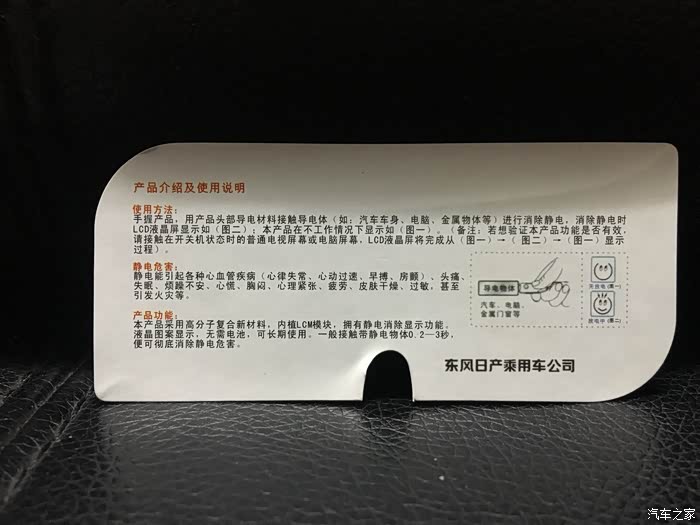 产品介绍及使用说明
使用方法：
手握产品，用产品头部导电材料接触导电体（如：汽车车身、电脑、金属物体等）进行消除静电，消除静电时
LCD液晶屏显示如（图二）；本产品在不工作情况下显示如（图一）。（备注：若想验证本产品功能是否有效，
请接触在开关机状态时的普通电视屏幕或电脑屏幕，LCD液晶屏将完成从（图一）→（图二）→（图一）显示
过程）。
静电危害：
静电能引起各种心血管疾病（心律失常、心动过速、早搏、房颤）、头痛、
失眠、烦躁不安、心慌、胸闷、心理紧张、疲劳、皮肤干燥、过敏，甚至
引发火灾等。
导电物体
汽车、电脑、
金属门窗等
无放电（图一）
放电中（图二）
产品功能：
本产品采用高分子复合新材料，内植LCM模块，拥有静电消除显示功能。
液晶图案显示，无需电池，可长期使用。一般接触带静电物体0.2—3秒，
便可彻底消除静电危害。
东风日产乘用车公司
汽车之家